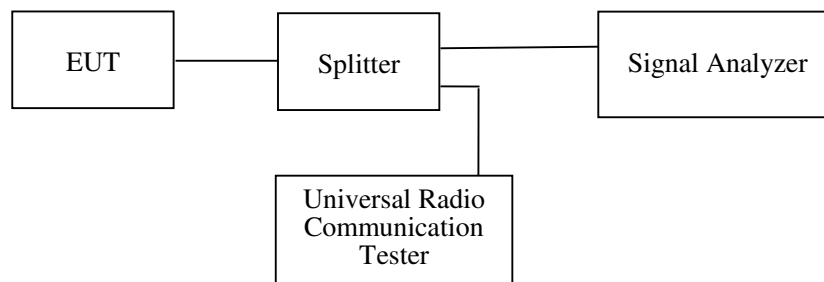 EUT
Splitter
Signal Analyzer
Universal Radio
Communication
Tester